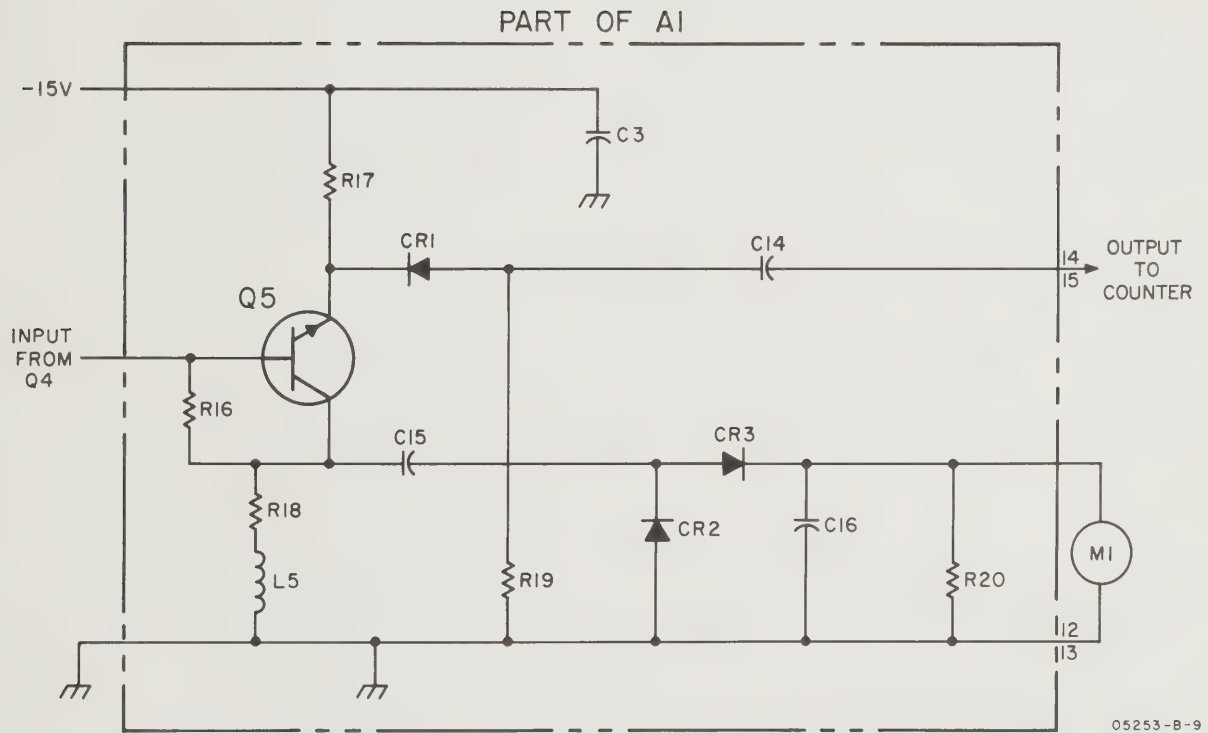 PART OF A1
-15V
C3
R17
CR1
C14
14
15
OUTPUT
TO
COUNTER
Q5
INPUT
FROM
Q4
R16
C15
CR3
R18
CR2
C16
L5
R19
R20
M1
12
13
05253-B-9